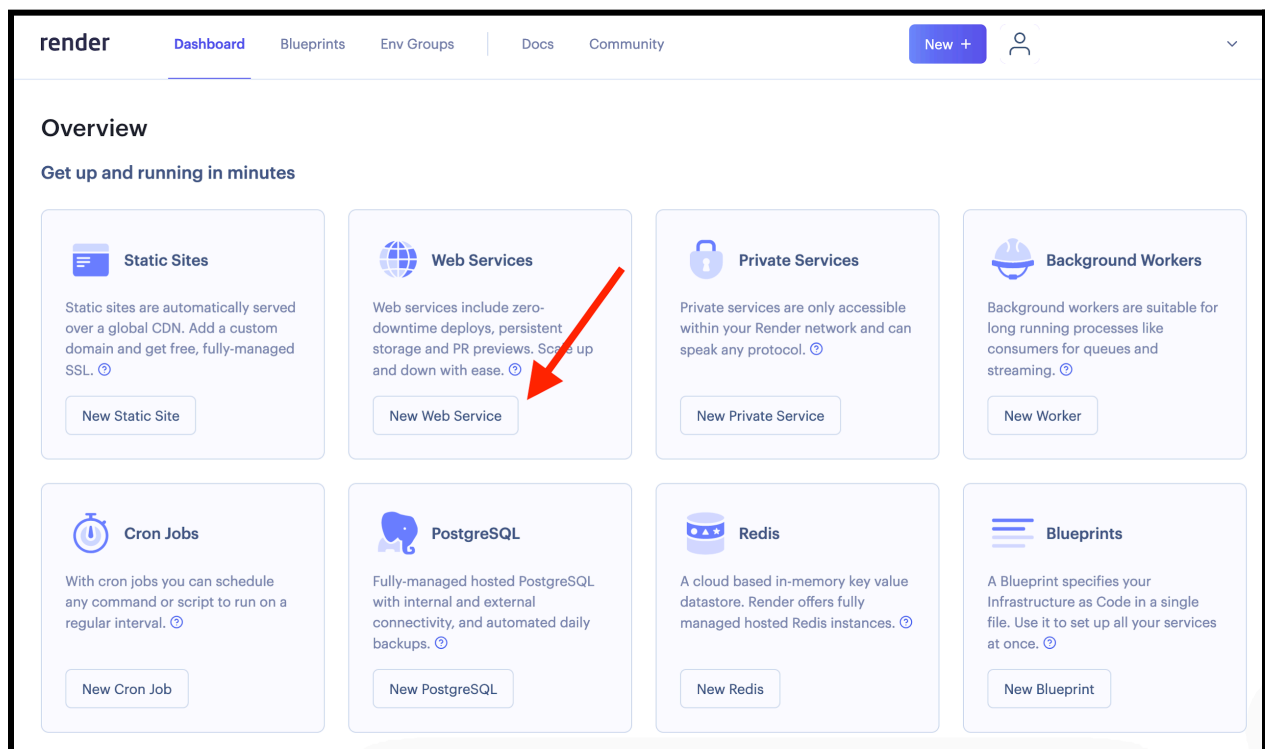 render
Dashboard
Blueprints
Env Groups
Docs
Community
New +
Overview
Get up and running in minutes
Static Sites
Static sites are automatically served
over a global CDN. Add a custom
domain and get free, fully-managed
SSL.
New Static Site
Web Services
Web services include zero-
downtime deploys, persistent
storage and PR previews. Scale up
and down with ease.
New Web Service
Private Services
Private services are only accessible
within your Render network and can
speak any protocol.
New Private Service
Background Workers
Background workers are suitable for
long running processes like
consumers for queues and
streaming.
New Worker
Cron Jobs
With cron jobs you can schedule
any command or script to run on a
regular interval.
New Cron Job
PostgreSQL
Fully-managed hosted PostgreSQL
with internal and external
connectivity, and automated daily
backups.
New PostgreSQL
Redis
A cloud based in-memory key value
datastore. Render offers fully
managed hosted Redis instances.
New Redis
Blueprints
A Blueprint specifies your
Infrastructure as Code in a single
file. Use it to set up all your services
at once.
New Blueprint